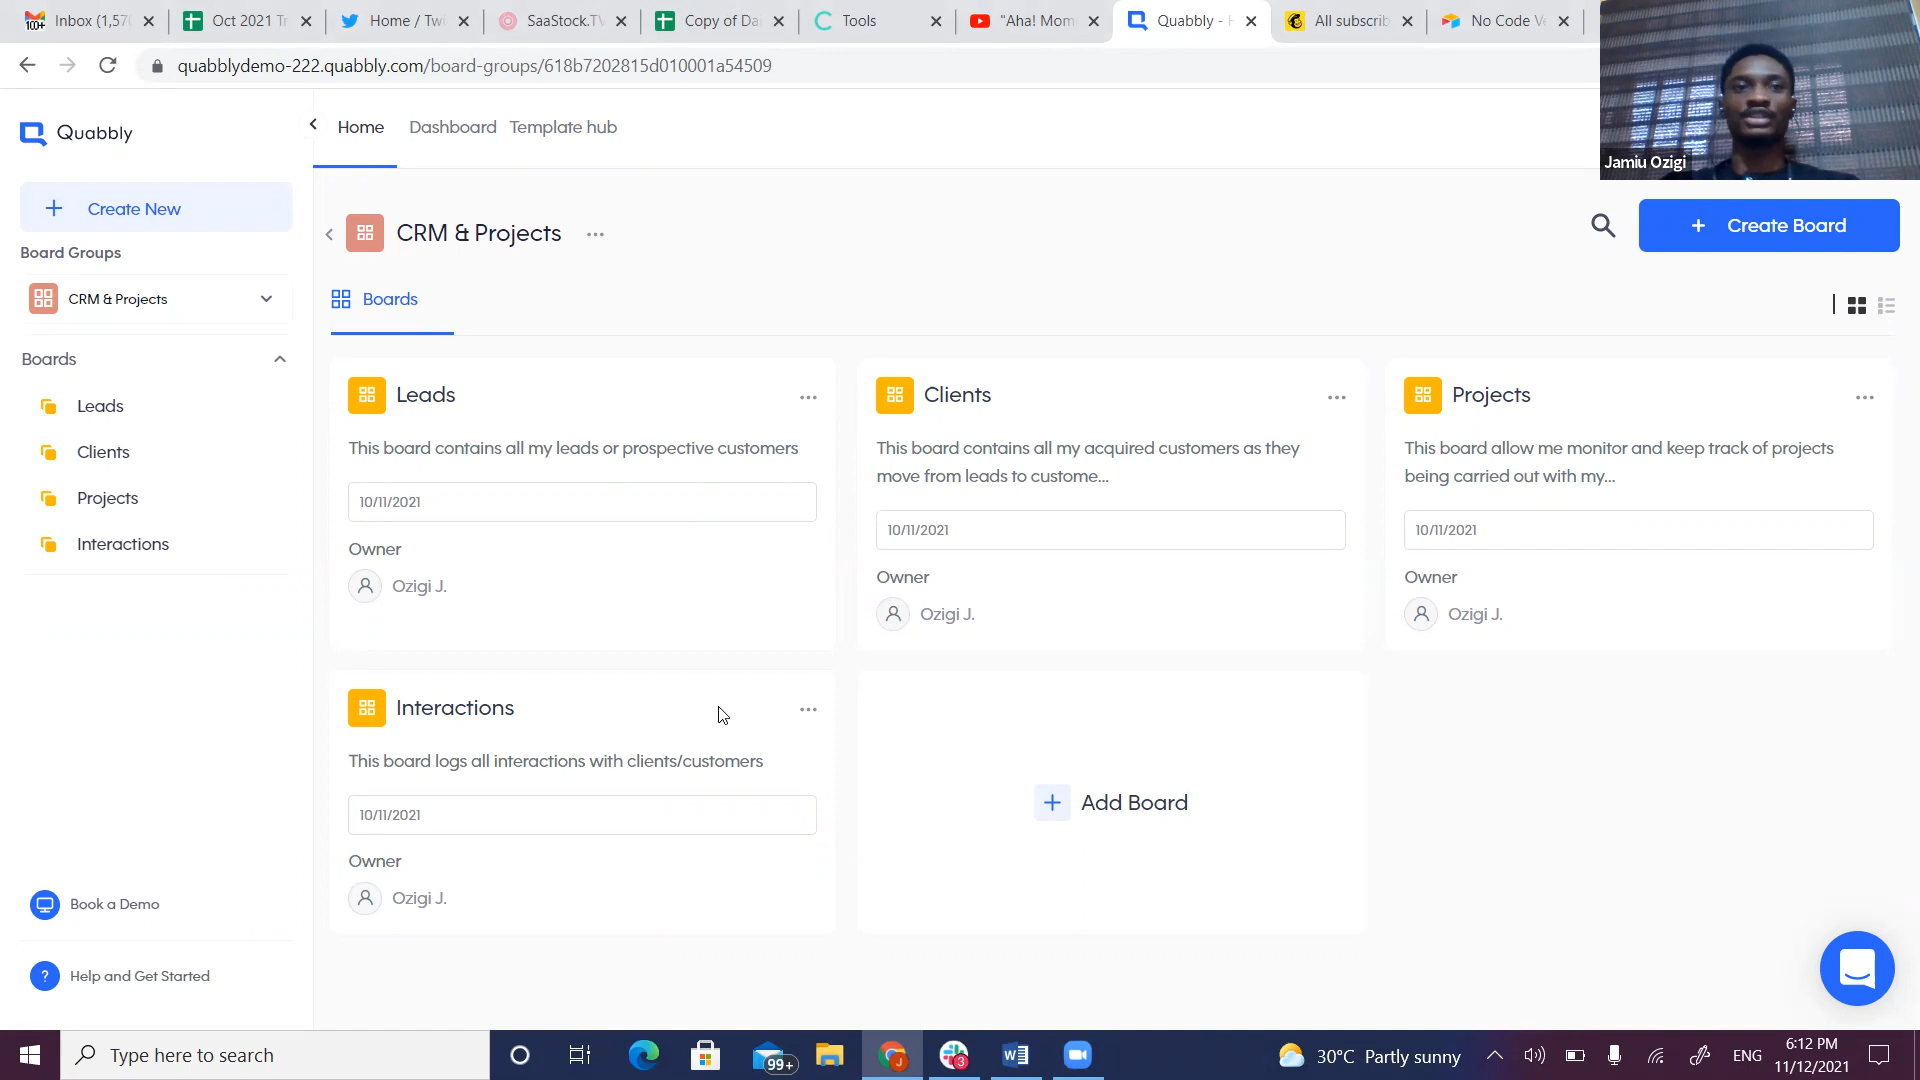 Inbox (1,57
Oct 2021 Tr
Home / Twi
SaaStock.TV
Copy of Da
Tools
"Aha! Mom
Quabbly - H
All subscrib
No Code Ve
quabblydemo-222.quabbly.com/board-groups/618b7202815d010001a54509
Jamiu Ozigi
Quabbly
Home
Dashboard
Template hub
Create New
Board Groups
CRM & Projects
Boards
Leads
Clients
Projects
Interactions
Book a Demo
Help and Get Started
CRM & Projects
Create Board
Boards
Leads
This board contains all my leads or prospective customers
10/11/2021
Owner
Ozigi J.
Clients
This board contains all my acquired customers as they
move from leads to custome...
10/11/2021
Owner
Ozigi J.
Projects
This board allow me monitor and keep track of projects
being carried out with my...
10/11/2021
Owner
Ozigi J.
Interactions
This board logs all interactions with clients/customers
10/11/2021
Owner
Ozigi J.
Add Board
Type here to search
99+
3
30°C Partly sunny
ENG
6:12 PM
11/12/2021